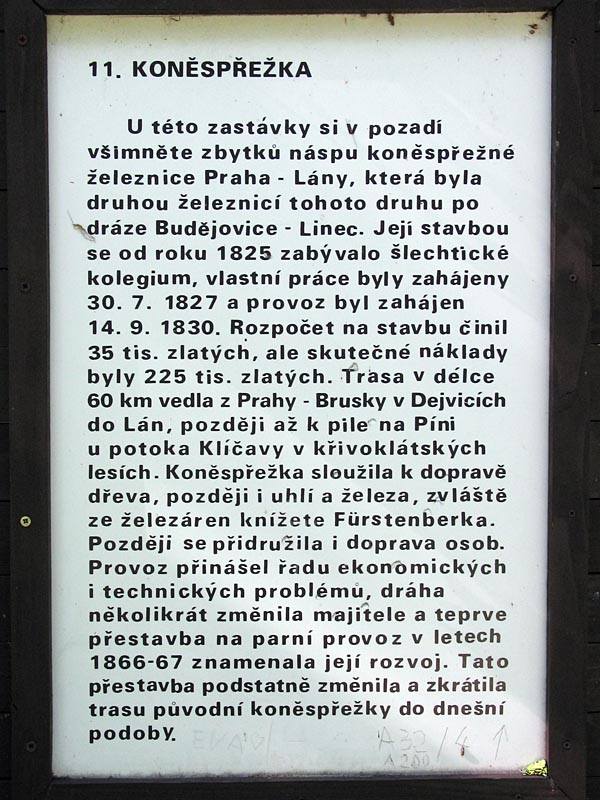 11. KONĚSPŘEŽKA
U této zastávky si v pozadí
všimněte zbytků náspu koněspřežné
železnice Praha - Lány, která byla
druhou železnicí tohoto druhu po
dráze Budějovice - Linec. Její stavbou
se od roku 1825 zabývalo šlechtické
kolegium, vlastní práce byly zahájeny
30. 7. 1827 a provoz byl zahájen
14. 9. 1830. Rozpočet na stavbu činil
35 tis. zlatých, ale skutečné náklady
byly 225 tis. zlatých. Trasa v délce
60 km vedla z Prahy - Brusky v Dejvicích
do Lán, později až k pile na Píni
u potoka Klíčavy v křivoklátských
lesích. Koněspřežka sloužila k dopravě
dřeva, později i uhlí a železa, zvláště
ze železáren knížete Fürstenberka.
Později se přidružila i doprava osob.
Provoz přinášel řadu ekonomických
i technických problémů, dráha
několikrát změnila majitele a teprve
přestavba na parní provoz v letech
1866-67 znamenala její rozvoj. Tato
přestavba podstatně změnila a zkrátila
trasu původní koněspřežky do dnešní
podoby.